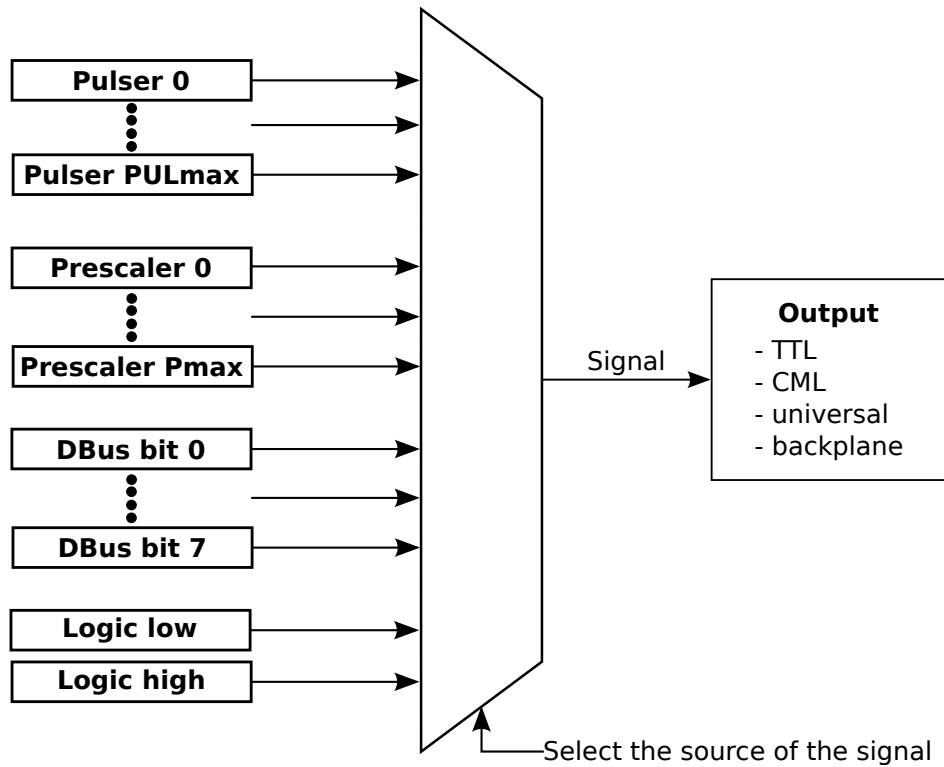 Pulser 0
Pulser PULmax
Prescaler 0
Prescaler Pmax
DBus bit 0
DBus bit 7
Logic low
Logic high
Signal
Output
- TTL
- CML
- universal
- backplane
Select the source of the signal